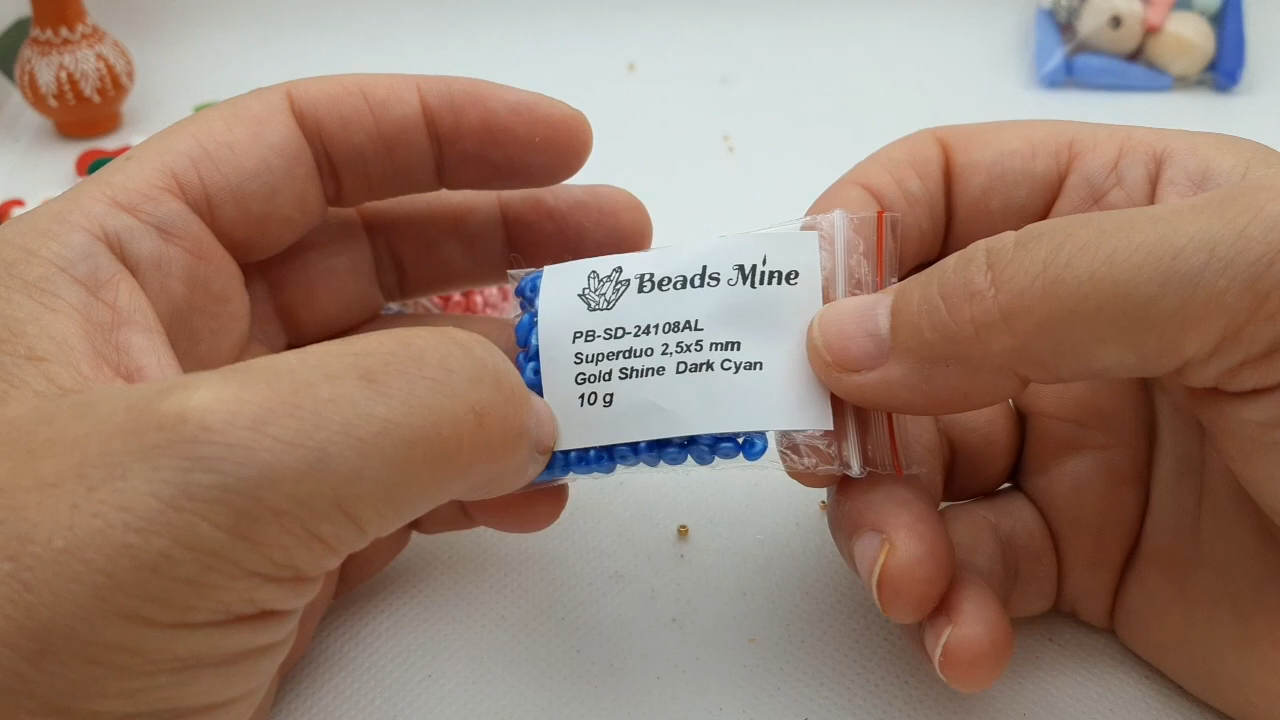 Beads Mine
PB-SD-24108AL
Superduo 2,5x5 mm
Gold Shine Dark Cyan
10 g